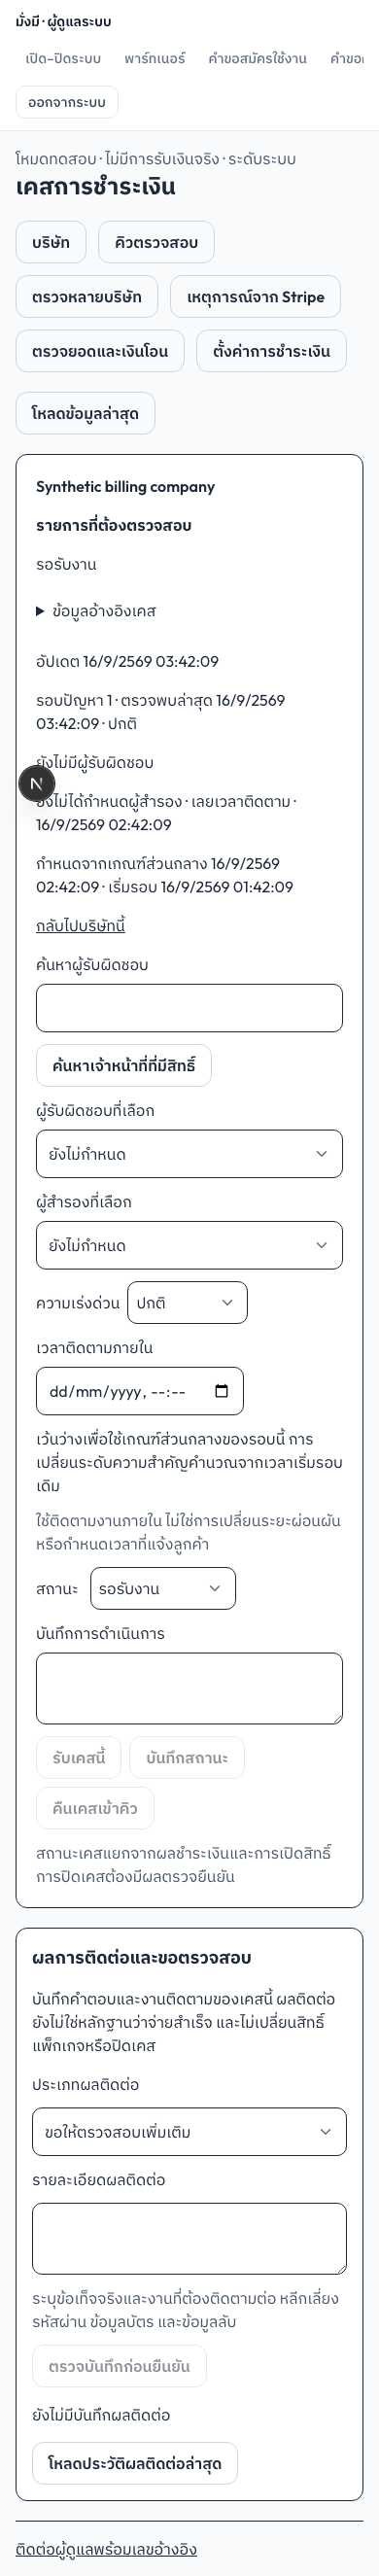 มั่งมี · ผู้ดูแลระบบ
เปิด–ปิดระบบ พาร์ทเนอร์ คำขอสมัครใช้งาน
ออกจากระบบ
โหมดทดสอบ · ไม่มีการรับเงินจริง · ระดับระบบ
เคสการชำระเงิน
บริษัท คิวตรวจสอบ
ตรวจหลายบริษัท เหตุการณ์จาก Stripe
ตรวจยอดและเงินโอน ตั้งค่าการชำระเงิน
โหลดข้อมูลล่าสุด
Synthetic billing company
รายการที่ต้องตรวจสอบ
รอรับงาน
ข้อมูลอ้างอิงเคส
อัปเดต 16/9/2569 03:42:09
รอบปัญหา 1 · ตรวจพบล่าสุด 16/9/2569
03:42:09 · ปกติ
ยังไม่มีผู้รับผิดชอบ
ยังไม่ได้กำหนดผู้สำรอง · เลยเวลาติดตาม ·
16/9/2569 02:42:09
กำหนดจากเกณฑ์ส่วนกลาง 16/9/2569
02:42:09 · เริ่มรอบ 16/9/2569 01:42:09
กลับไปบริษัทนี้
ค้นหาผู้รับผิดชอบ
ค้นหาเจ้าหน้าที่ที่มีสิทธิ์
ผู้รับผิดชอบที่เลือก
ยังไม่กำหนด
ผู้สำรองที่เลือก
ยังไม่กำหนด
ความเร่งด่วน ปกติ
เวลาติดตามภายใน
dd/mm/yyyy, --:--
เว้นว่างเพื่อใช้เกณฑ์ส่วนกลางของรอบนี้ การ
เปลี่ยนระดับความสำคัญคำนวณจากเวลาเริ่มรอบ
เดิม
ใช้ติดตามงานภายใน ไม่ใช่การเปลี่ยนระยะผ่อนผัน
หรือกำหนดเวลาที่แจ้งลูกค้า
สถานะ รอรับงาน
บันทึกการดำเนินการ
รับเคสนี้ บันทึกสถานะ
คืนเคสเข้าคิว
สถานะเคสแยกจากผลชำระเงินและการเปิดสิทธิ์
การปิดเคสต้องมีผลตรวจยืนยัน
ผลการติดต่อและขอตรวจสอบ
บันทึกคำตอบและงานติดตามของเคสนี้ ผลติดต่อ
ยังไม่ใช่หลักฐานว่าจ่ายสำเร็จ และไม่เปลี่ยนสิทธิ์
แพ็กเกจหรือปิดเคส
ประเภทผลติดต่อ
ขอให้ตรวจสอบเพิ่มเติม
รายละเอียดผลติดต่อ
ระบุข้อเท็จจริงและงานที่ต้องติดตามต่อ หลีกเลี่ยง
รหัสผ่าน ข้อมูลบัตร และข้อมูลลับ
ตรวจบันทึกก่อนยืนยัน
ยังไม่มีบันทึกผลติดต่อ
โหลดประวัติผลติดต่อล่าสุด
ติดต่อผู้ดูแลพร้อมเลขอ้างอิง